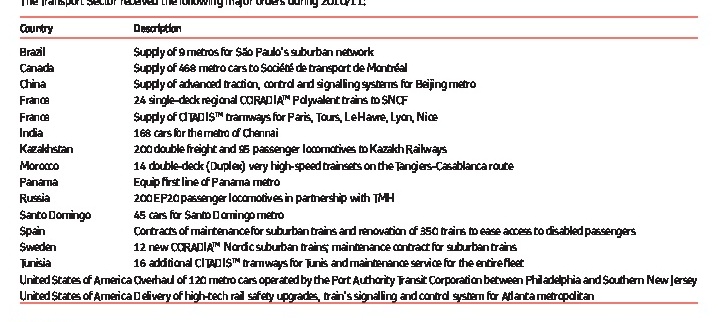 The Transport Sector received the following major orders during 2010/11:
Country Description
Brazil Supply of 9 metros for São Paulo's suburban network
Canada Supply of 468 metro cars to Société de transport de Montréal
China Supply of advanced traction, control and signalling systems for Beijing metro
France 24 single-deck regional CORADIA™ Polyvalent trains to SNCF
France Supply of CITADIS™ tramways for Paris, Tours, Le Havre, Lyon, Nice
India 168 cars for the metro of Chennai
Kazakhstan 200 double freight and 95 passenger locomotives to Kazakh Railways
Morocco 14 double-deck (Duplex) very high-speed trainsets on the Tangiers-Casablanca route
Panama Equip first line of Panama metro
Russia 200 EP20 passenger locomotives in partnership with TMH
Santo Domingo 45 cars for Santo Domingo metro
Spain Contracts of maintenance for suburban trains and renovation of 350 trains to ease access to disabled passengers
Sweden 12 new CORADIA™ Nordic suburban trains; maintenance contract for suburban trains
Tunisia 16 additional CITADIS™ tramways for Tunis and maintenance service for the entire fleet
United States of America Overhaul of 120 metro cars operated by the Port Authority Transit Corporation between Philadelphia and Southern New Jersey
United States of America Delivery of high-tech rail safety upgrades, train's signalling and control system for Atlanta metropolitan